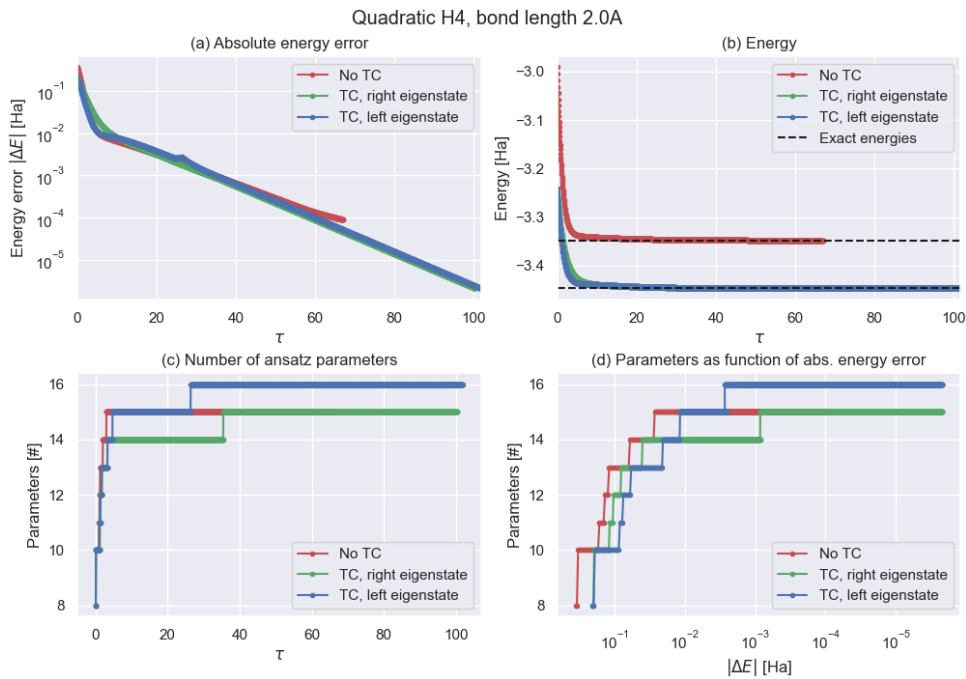 Quadratic H4, bond length 2.0A
(a) Absolute energy error
Energy error |ΔE| [Ha]
10⁻¹
10⁻²
10⁻³
10⁻⁴
10⁻⁵
No TC
TC, right eigenstate
TC, left eigenstate
0 20 40 60 80 100
τ
(b) Energy
Energy [Ha]
−3.0
−3.1
−3.2
−3.3
−3.4
No TC
TC, right eigenstate
TC, left eigenstate
Exact energies
0 20 40 60 80 100
τ
(c) Number of ansatz parameters
Parameters [#]
16
14
12
10
8
No TC
TC, right eigenstate
TC, left eigenstate
0 20 40 60 80 100
τ
(d) Parameters as function of abs. energy error
Parameters [#]
16
14
12
10
8
No TC
TC, right eigenstate
TC, left eigenstate
10⁻¹ 10⁻² 10⁻³ 10⁻⁴ 10⁻⁵
|ΔE| [Ha]